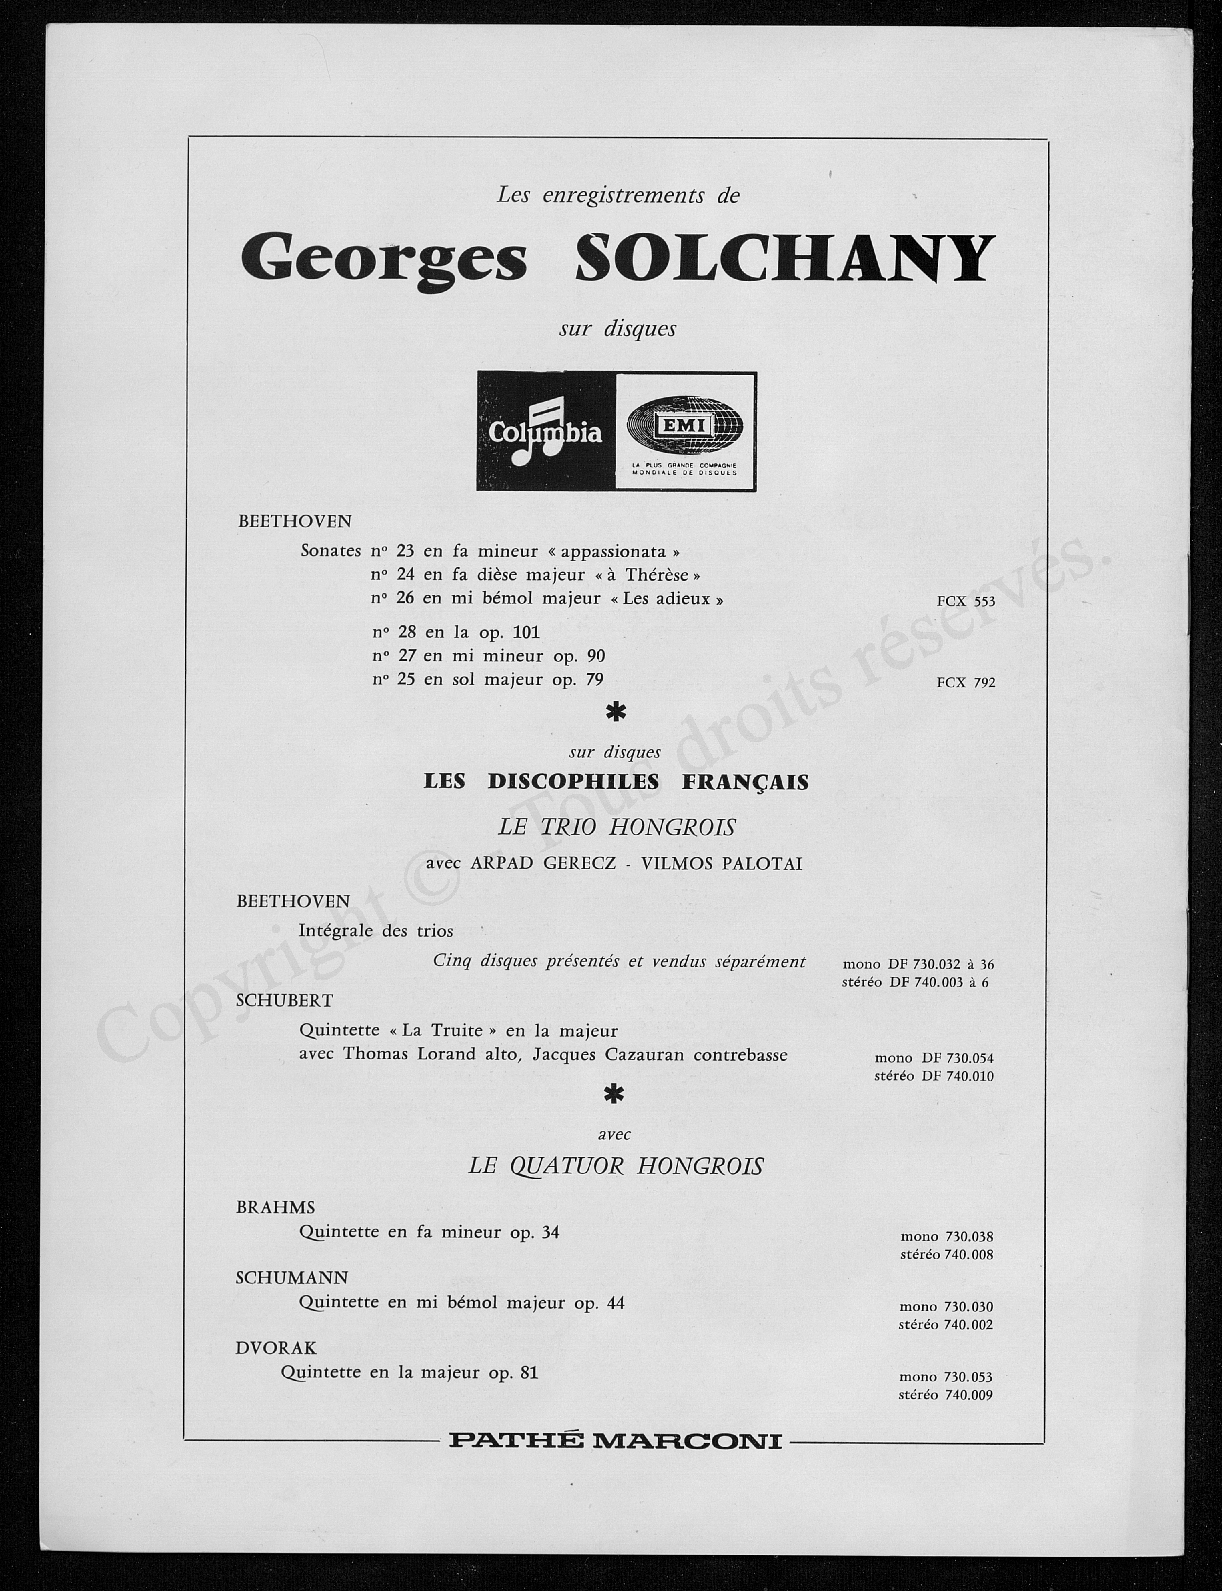 Les enregistrements de
Georges SOLCHANY
sur disques
Columbia
EMI
LA PLUS GRANDE COMPAGNIE
MONDIALE DE DISQUES
BEETHOVEN
Sonates nº 23 en fa mineur « appassionata »
nº 24 en fa dièse majeur « à Thérèse »
nº 26 en mi bémol majeur « Les adieux » FCX 553
nº 28 en la op. 101
nº 27 en mi mineur op. 90
nº 25 en sol majeur op. 79 FCX 792
*
sur disques
LES DISCOPHILES FRANÇAIS
LE TRIO HONGROIS
avec ARPAD GERECZ - VILMOS PALOTAI
BEETHOVEN
Intégrale des trios
Cinq disques présentés et vendus séparément mono DF 730.032 à 36
stéréo DF 740.003 à 6
SCHUBERT
Quintette « La Truite » en la majeur
avec Thomas Lorand alto, Jacques Cazauran contrebasse mono DF 730.054
stéréo DF 740.010
*
avec
LE QUATUOR HONGROIS
BRAHMS
Quintette en fa mineur op. 34 mono 730.038
stéréo 740.008
SCHUMANN
Quintette en mi bémol majeur op. 44 mono 730.030
stéréo 740.002
DVORAK
Quintette en la majeur op. 81 mono 730.053
stéréo 740.009
PATHÉ MARCONI
Copyright © - Tous droits réservés.